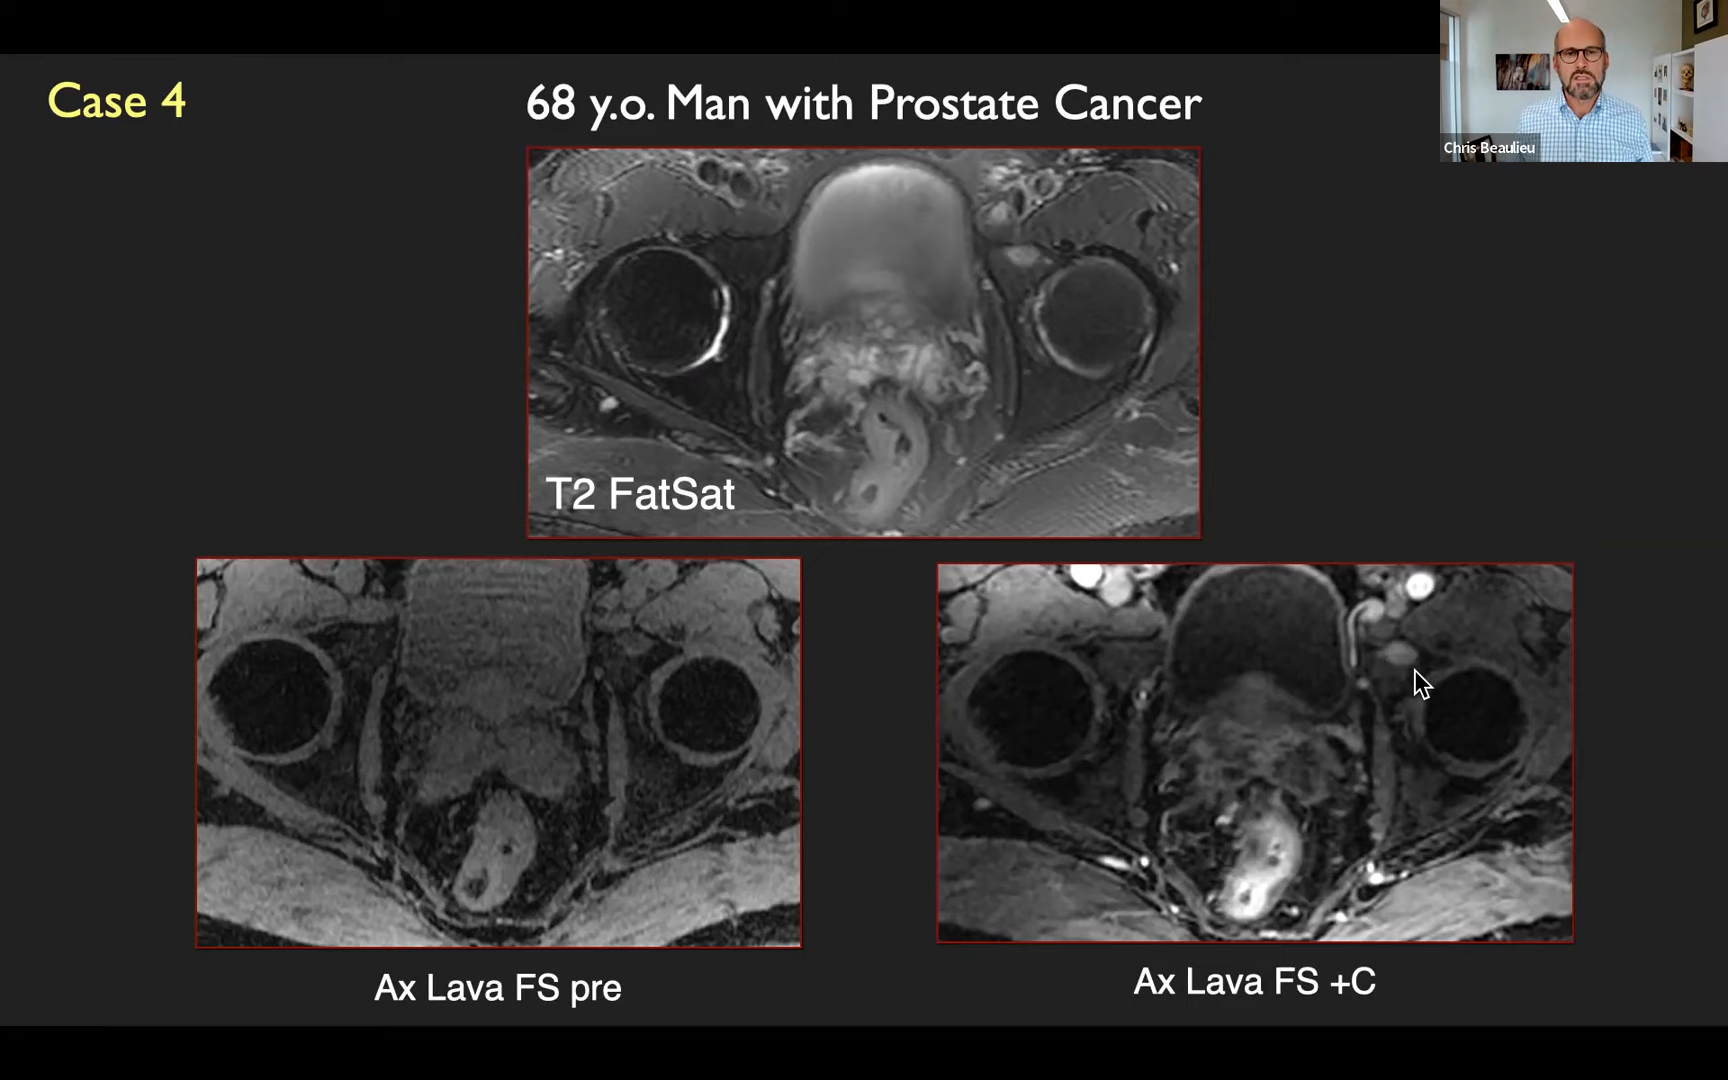 Case 4
68 y.o. Man with Prostate Cancer
Chris Beaulieu
T2 FatSat
Ax Lava FS pre
Ax Lava FS +C